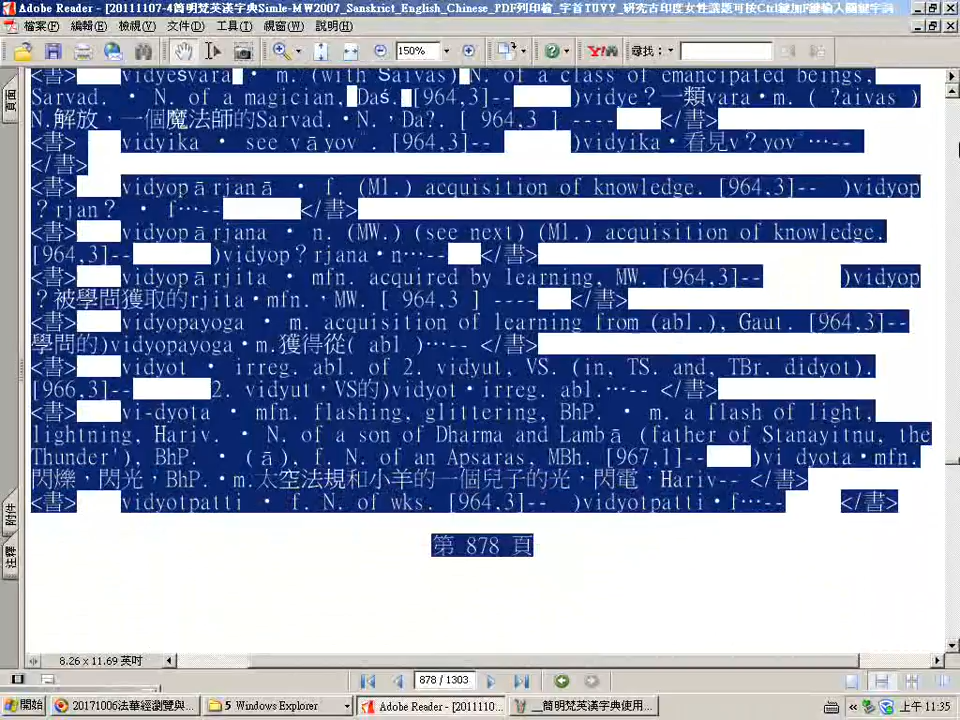 Adobe Reader - [20111107-4簡明梵英漢字典Simle-MW2007_Sanskrict_English_Chinese_PDF列印檔_字首TUVY_研究古印度女性議題可按Ctrl鍵加F鍵輸入關鍵字詞
檔案(F) 編輯(E) 檢視(V) 文件(D) 工具(T) 視窗(W) 說明(H)
150% 尋找：
頁面
附件
注釋
<書> vidyeśvara • m. (with Śaivas) N. of a class of emancipated beings,
Sarvad. • N. of a magician, Daś. [964,3]-- )vidye？一類vara‧m. ( ?aivas )
N.解放，一個魔法師的Sarvad.‧N.，Da?. [ 964,3 ] ---- </書>
<書> vidyika • see vāyov . [964,3]-- )vidyika‧看見v？yov …--
</書>
<書> vidyopārjanā • f. (Ml.) acquisition of knowledge. [964,3]-- )vidyop
？rjan？ ‧ f…-- </書>
<書> vidyopārjana • n. (MW.) (see next) (Ml.) acquisition of knowledge.
[964,3]-- )vidyop？rjana‧n…-- </書>
<書> vidyopārjita • mfn. acquired by learning, MW. [964,3]-- )vidyop
？被學問獲取的rjita‧mfn.，MW. [ 964,3 ] ---- </書>
<書> vidyopayoga • m. acquisition of learning from (abl.), Gaut. [964,3]--
學問的)vidyopayoga‧m.獲得從( abl )…-- </書>
<書> vidyot • irreg. abl. of 2. vidyut, VS. (in, TS. and, TBr. didyot).
[966,3]-- 2. vidyut，VS的)vidyot‧irreg. abl.…-- </書>
<書> vi-dyota • mfn. flashing, glittering, BhP. • m. a flash of light,
lightning, Hariv. • N. of a son of Dharma and Lambā (father of Stanayitnu, the
Thunder'), BhP. • (ā), f. N. of an Apsaras, MBh. [967,1]-- )vi dyota‧mfn.
閃爍，閃光，BhP.‧m.太空法規和小羊的一個兒子的光，閃電，Hariv-- </書>
<書> vidyotpatti • f. N. of wks. [964,3]-- )vidyotpatti‧f…-- </書>
第 878 頁
8.26 x 11.69 英吋
878 / 1303
開始 20171006法華經瀏覽與... 5 Windows Explorer Adobe Reader - [2011110... __簡明梵英漢字典使用... 上午 11:35